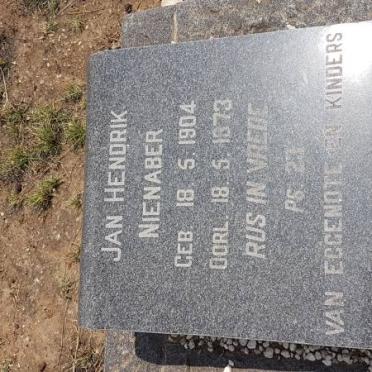 JAN HENDRIK
NIENABER
GEB 18 5 1904
OORL. 18. 5. 1973
RUS IN VREDE
PS 23
VAN EGGENOTE EN KINDERS